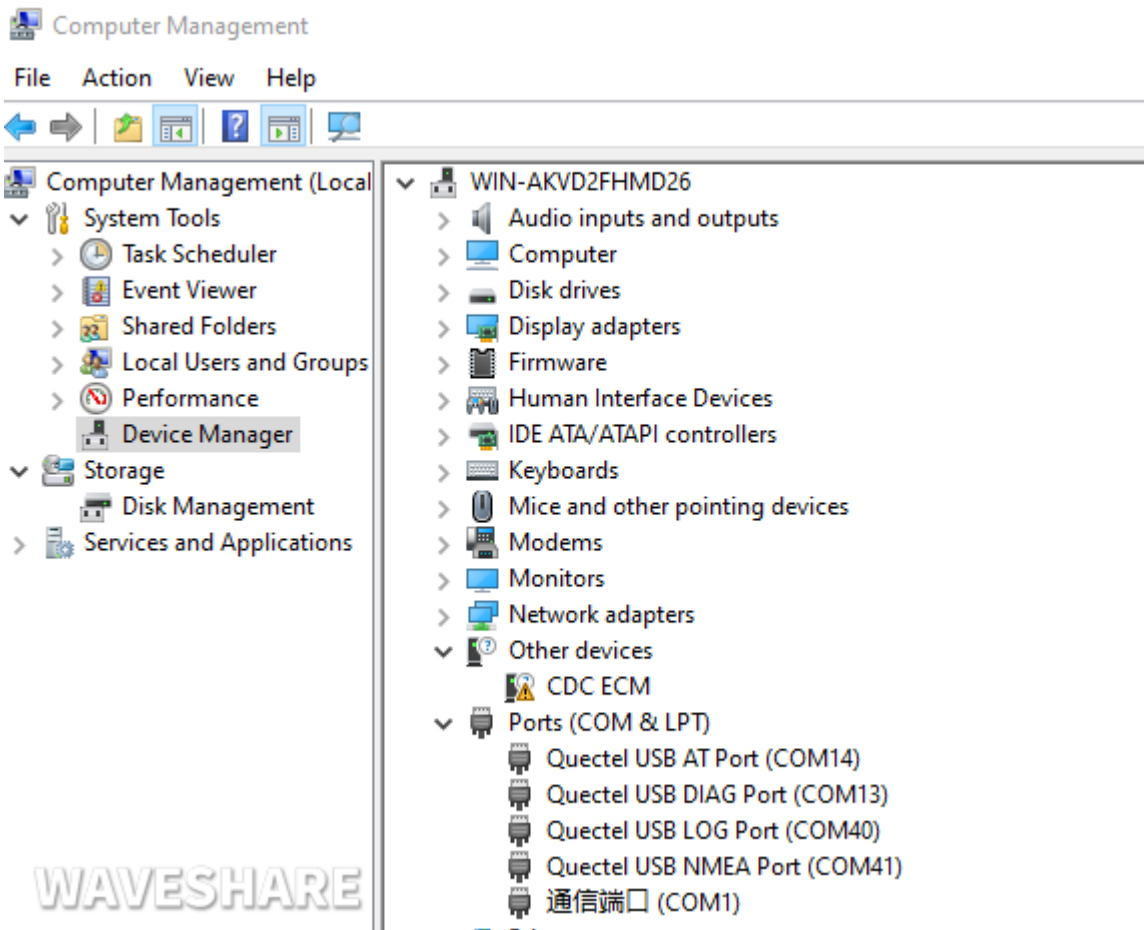 Computer Management
File Action View Help
Computer Management (Local
System Tools
Task Scheduler
Event Viewer
Shared Folders
Local Users and Groups
Performance
Device Manager
Storage
Disk Management
Services and Applications
WIN-AKVD2FHMD26
Audio inputs and outputs
Computer
Disk drives
Display adapters
Firmware
Human Interface Devices
IDE ATA/ATAPI controllers
Keyboards
Mice and other pointing devices
Modems
Monitors
Network adapters
Other devices
CDC ECM
Ports (COM & LPT)
Quectel USB AT Port (COM14)
Quectel USB DIAG Port (COM13)
Quectel USB LOG Port (COM40)
Quectel USB NMEA Port (COM41)
通信端口 (COM1)
WAVESHARE